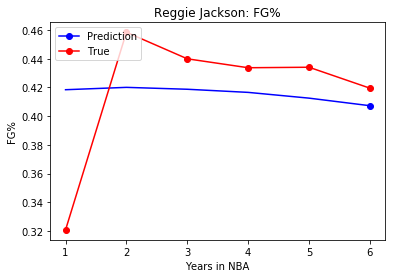 Reggie Jackson: FG%
Prediction
True
FG%
0.46
0.44
0.42
0.40
0.38
0.36
0.34
0.32
1 2 3 4 5 6
Years in NBA